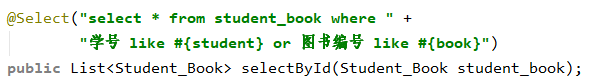 @Select("select * from student_book where " +
"学号 like #{student} or 图书编号 like #{book}")
public List<Student_Book> selectById(Student_Book student_book);